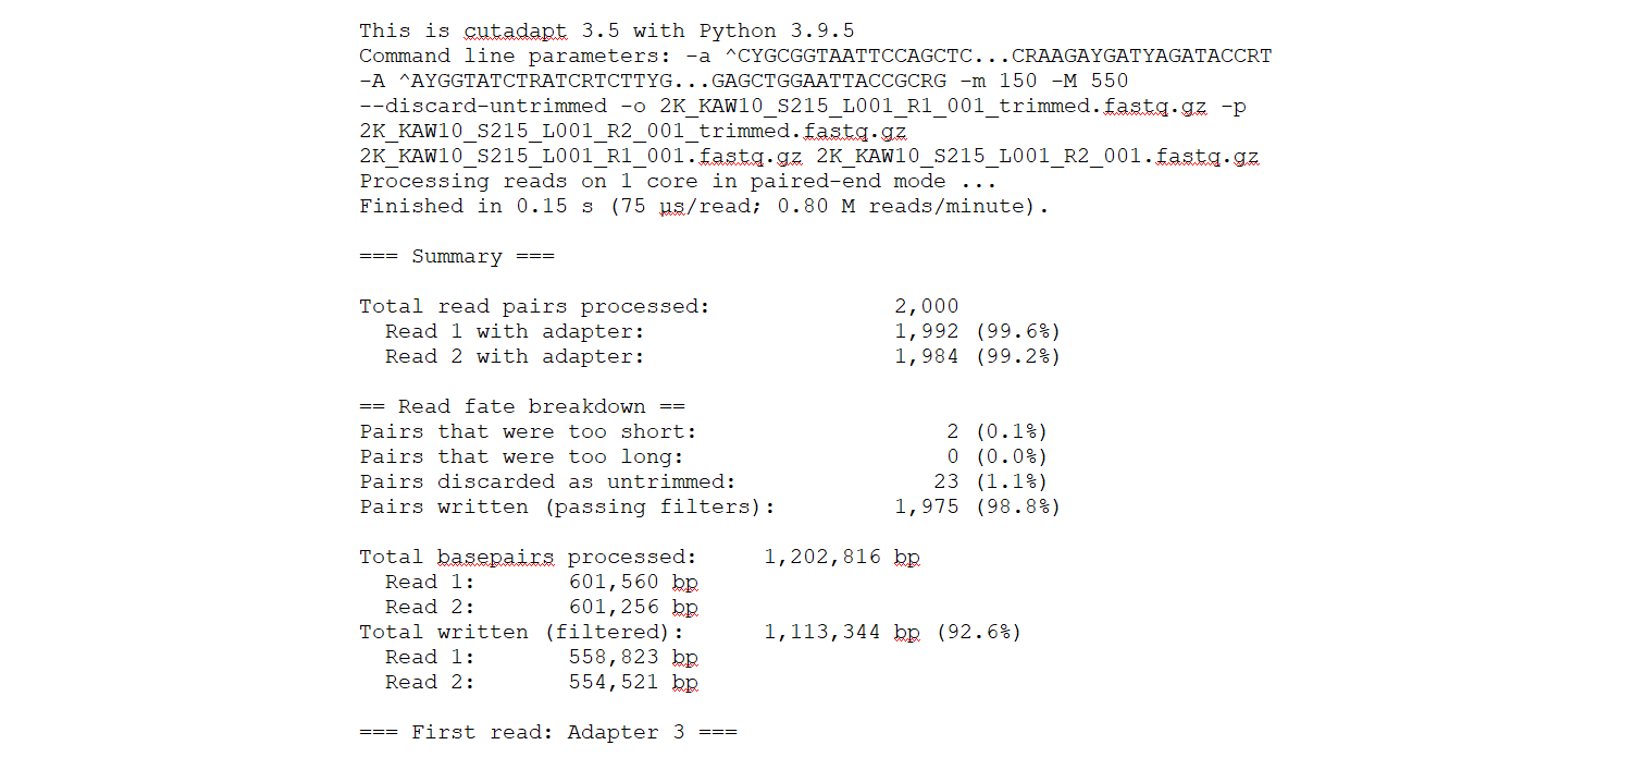 This is cutadapt 3.5 with Python 3.9.5
Command line parameters: -a ^CYGCGGTAATTCCAGCTC...CRAAGAYGATYAGATACCRT
-A ^AYGGTATCTRATCRTCTTYG...GAGCTGGAATTACCGCRG -m 150 -M 550
--discard-untrimmed -o 2K_KAW10_S215_L001_R1_001_trimmed.fastq.gz -p
2K_KAW10_S215_L001_R2_001_trimmed.fastq.gz
2K_KAW10_S215_L001_R1_001.fastq.gz 2K_KAW10_S215_L001_R2_001.fastq.gz
Processing reads on 1 core in paired-end mode ...
Finished in 0.15 s (75 µs/read; 0.80 M reads/minute).
=== Summary ===
Total read pairs processed: 2,000
Read 1 with adapter: 1,992 (99.6%)
Read 2 with adapter: 1,984 (99.2%)
== Read fate breakdown ==
Pairs that were too short: 2 (0.1%)
Pairs that were too long: 0 (0.0%)
Pairs discarded as untrimmed: 23 (1.1%)
Pairs written (passing filters): 1,975 (98.8%)
Total basepairs processed: 1,202,816 bp
Read 1: 601,560 bp
Read 2: 601,256 bp
Total written (filtered): 1,113,344 bp (92.6%)
Read 1: 558,823 bp
Read 2: 554,521 bp
=== First read: Adapter 3 ===